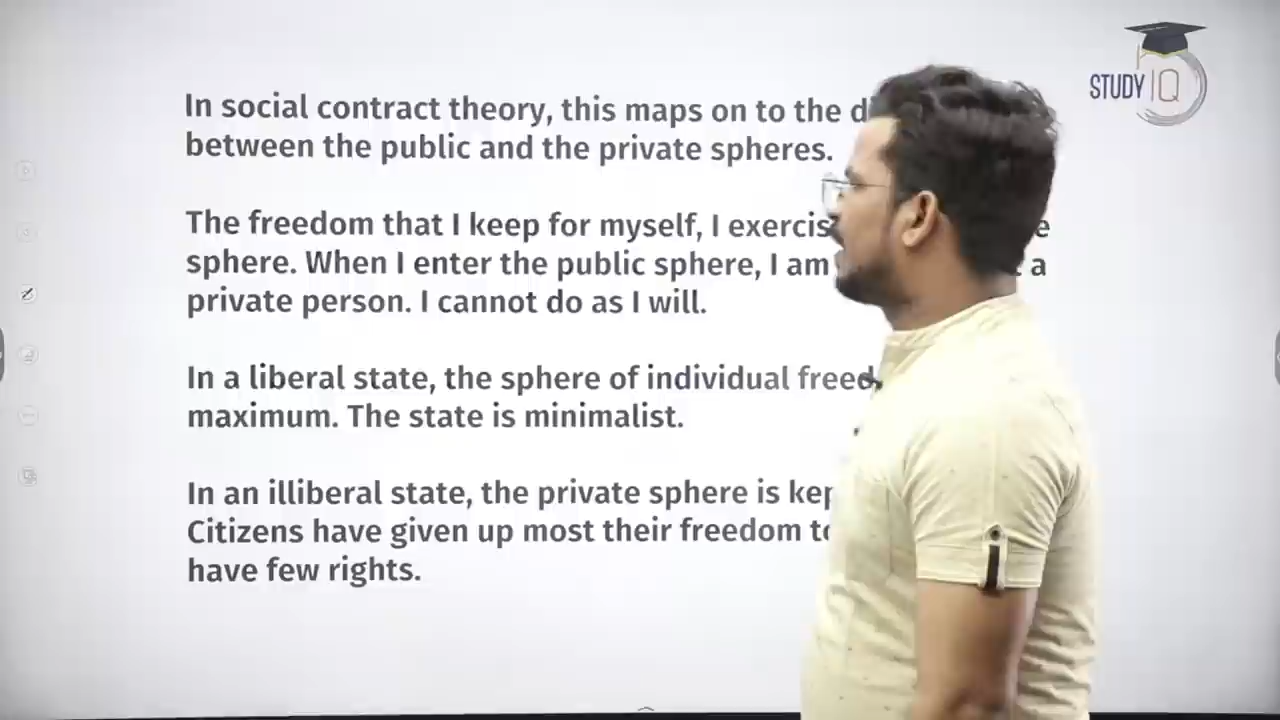 STUDY IQ
In social contract theory, this maps on to the
between the public and the private spheres.
The freedom that I keep for myself, I
sphere. When I enter the public sphere, I am a
private person. I cannot do as I will.
In a liberal state, the sphere of individual
maximum. The state is minimalist.
In an illiberal state, the private sphere is
Citizens have given up most their freedom
have few rights.